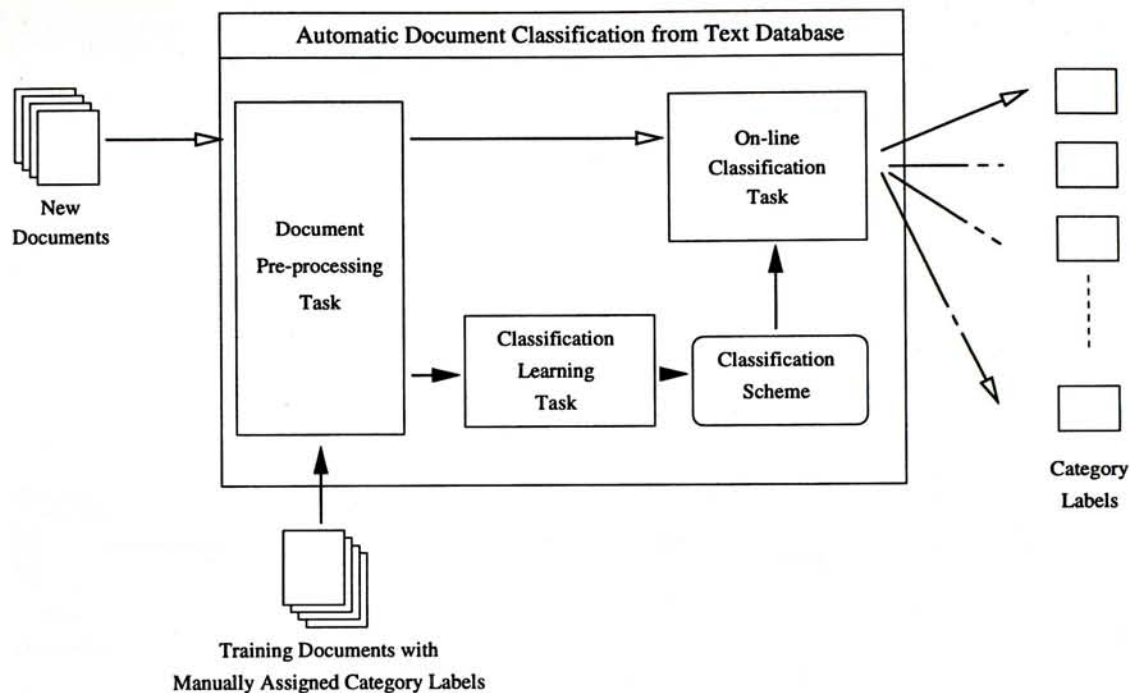 Automatic Document Classification from Text Database
New
Documents
Document
Pre-processing
Task
On-line
Classification
Task
Classification
Learning
Task
Classification
Scheme
Category
Labels
Training Documents with
Manually Assigned Category Labels